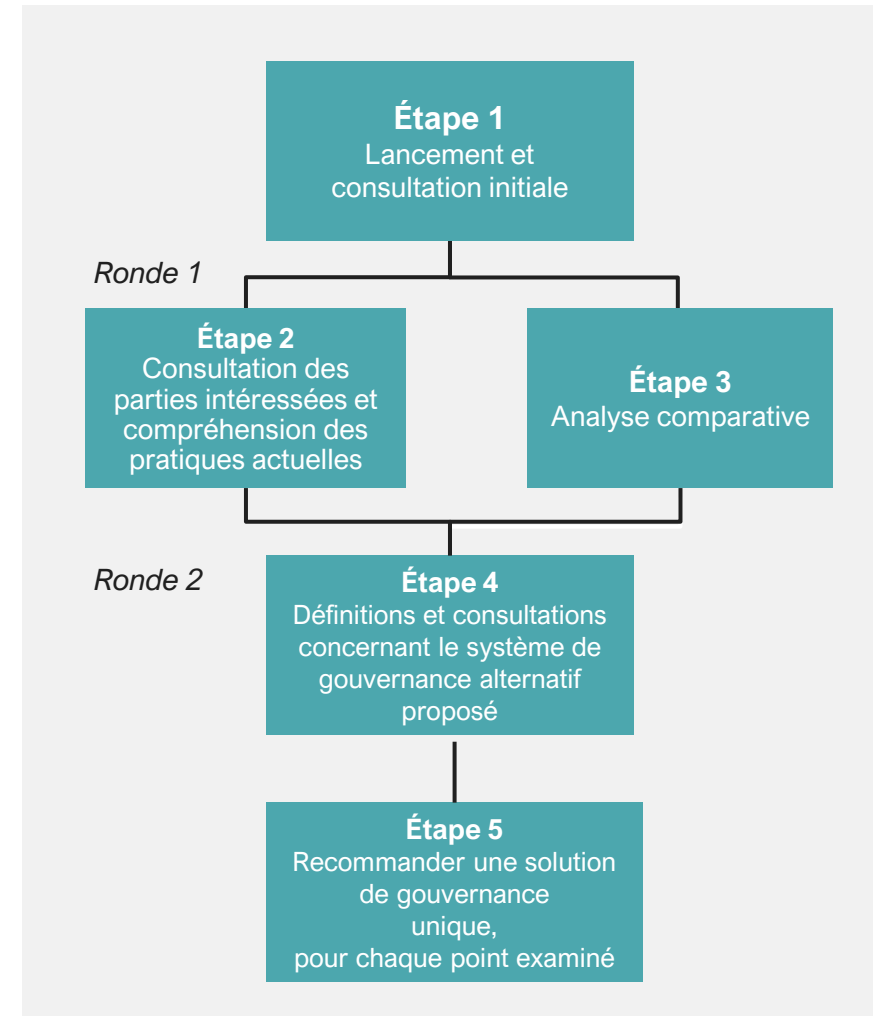 Étape 1
Lancement et
consultation initiale
Ronde 1
Étape 2
Consultation des
parties intéressées et
compréhension des
pratiques actuelles
Étape 3
Analyse comparative
Ronde 2
Étape 4
Définitions et consultations
concernant le système de
gouvernance alternatif
proposé
Étape 5
Recommander une solution
de gouvernance
unique,
pour chaque point examiné